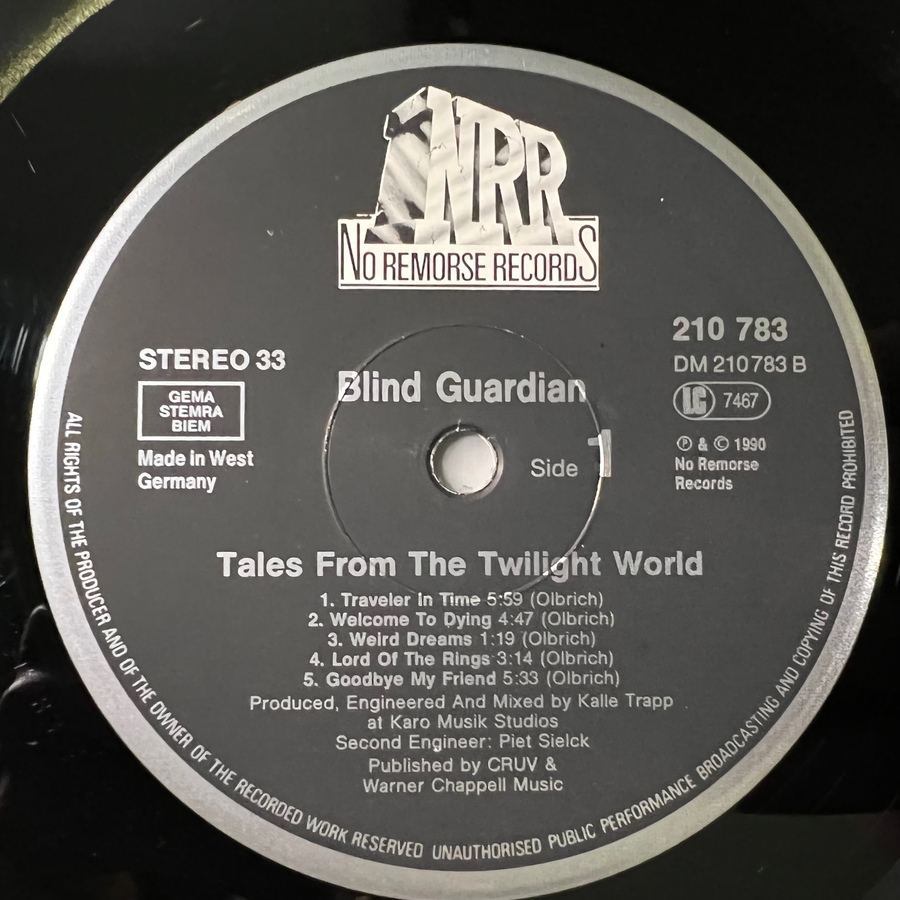 NRR
NO REMORSE RECORDS
STEREO 33
GEMA
STEMRA
BIEM
Made in West
Germany
Blind Guardian
Side 1
210 783
DM 210783 B
LC 7467
℗ & © 1990
No Remorse
Records
Tales From The Twilight World
1. Traveler In Time 5:59 (Olbrich)
2. Welcome To Dying 4:47 (Olbrich)
3. Weird Dreams 1:19 (Olbrich)
4. Lord Of The Rings 3:14 (Olbrich)
5. Goodbye My Friend 5:33 (Olbrich)
Produced, Engineered And Mixed by Kalle Trapp
at Karo Musik Studios
Second Engineer: Piet Sielck
Published by CRUV &
Warner Chappell Music
ALL RIGHTS OF THE PRODUCER AND OF THE OWNER OF THE RECORDED WORK RESERVED UNAUTHORISED PUBLIC PERFORMANCE BROADCASTING AND COPYING OF THIS RECORD PROHIBITED